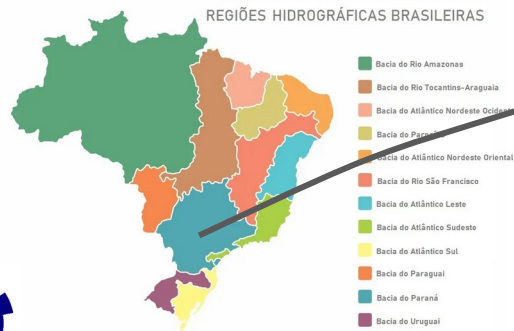 REGIÕES HIDROGRÁFICAS BRASILEIRAS
Bacia do Rio Amazonas
Bacia do Rio Tocantins-Araguaia
Bacia do Atlântico Nordeste
Bacia do
Bacia do Atlântico Nordeste Oriental
Bacia do Rio São Francisco
Bacia do Atlântico Leste
Bacia do Atlântico Sudeste
Bacia do Atlântico Sul
Bacia do Paraguai
Bacia do Paraná
Bacia do Uruguai